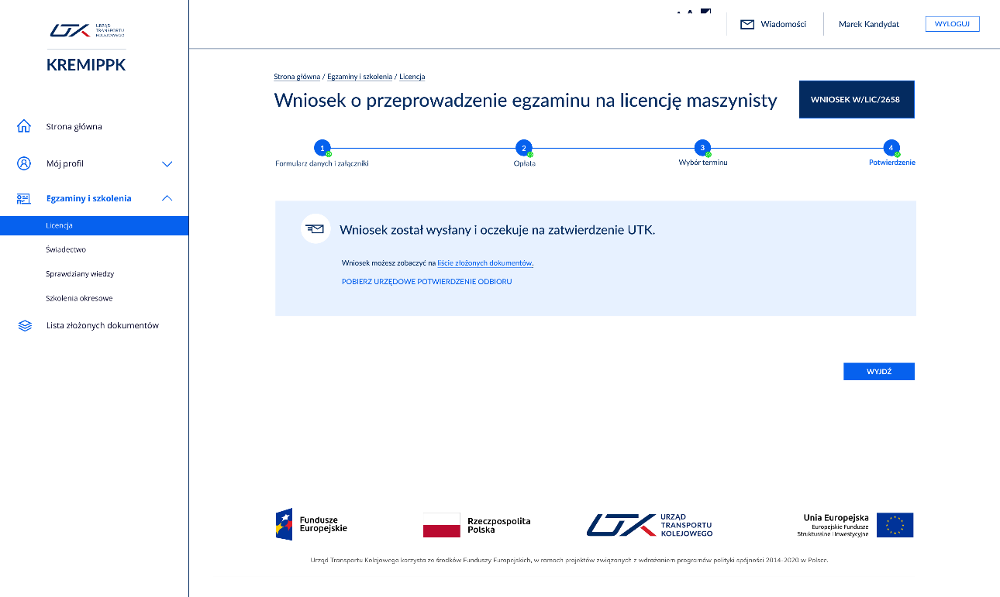 URZĄD
TRANSPORTU
KOLEJOWEGO
KREMIPPK
Strona główna
Mój profil
Egzaminy i szkolenia
Licencja
Świadectwo
Sprawdziany wiedzy
Szkolenia okresowe
Lista złożonych dokumentów
Wiadomości
Marek Kandydat
WYLOGUJ
Strona główna / Egzaminy i szkolenia / Licencja
Wniosek o przeprowadzenie egzaminu na licencję maszynisty
WNIOSEK W/LIC/2658
1 2 3 4
Formularz danych i załączniki Opłata Wybór terminu Potwierdzenie
Wniosek został wysłany i oczekuje na zatwierdzenie UTK.
Wniosek możesz zobaczyć na liście złożonych dokumentów.
POBIERZ URZĘDOWE POTWIERDZENIE ODBIORU
WYJDŹ
Fundusze
Europejskie
Rzeczpospolita
Polska
URZĄD
TRANSPORTU
KOLEJOWEGO
Unia Europejska
Europejskie Fundusze
Strukturalne i Inwestycyjne
Urząd Transportu Kolejowego korzysta ze środków Funduszy Europejskich, w ramach projektów związanych z wdrażaniem programów polityki spójności 2014-2020 w Polsce.